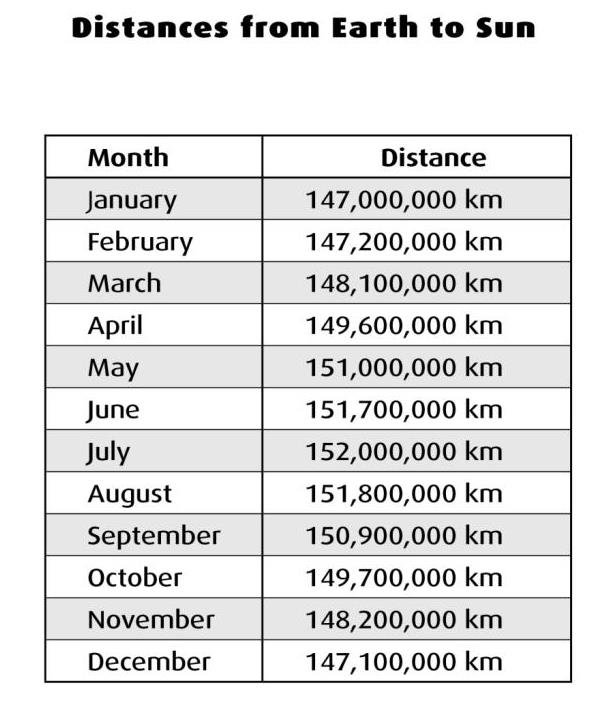 Distances from Earth to Sun
Month Distance
January 147,000,000 km
February 147,200,000 km
March 148,100,000 km
April 149,600,000 km
May 151,000,000 km
June 151,700,000 km
July 152,000,000 km
August 151,800,000 km
September 150,900,000 km
October 149,700,000 km
November 148,200,000 km
December 147,100,000 km